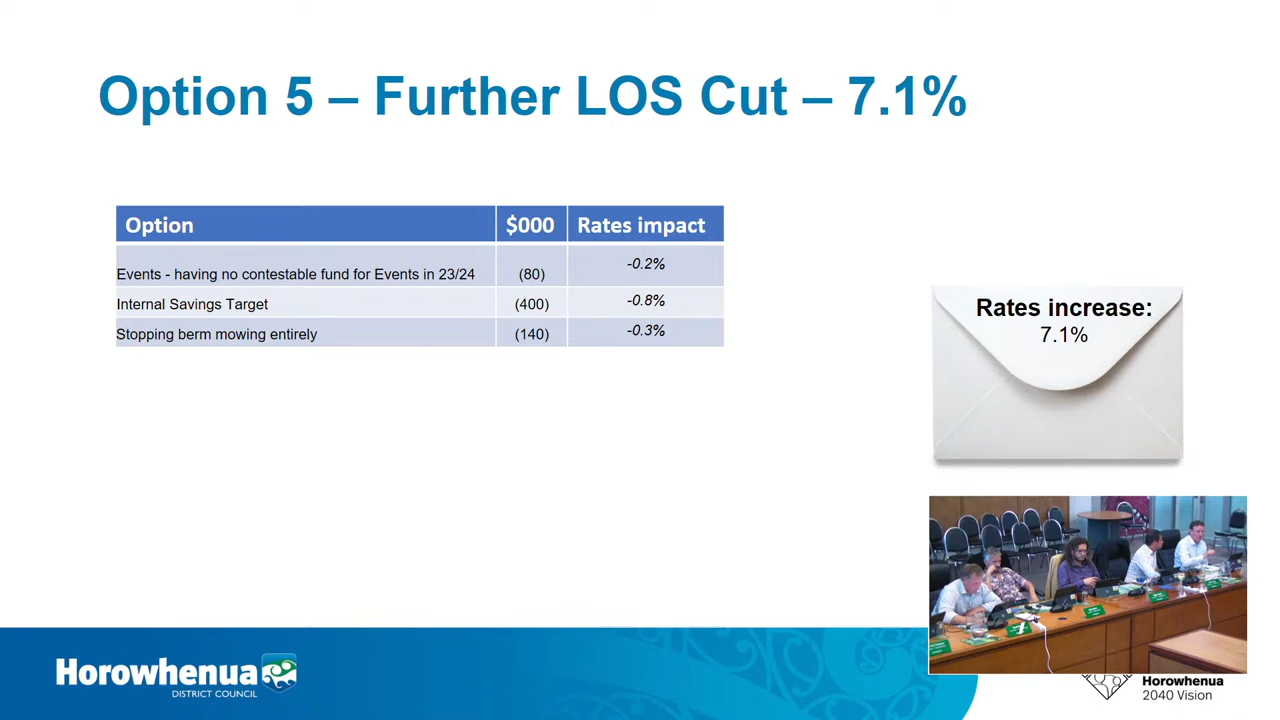 Option 5 – Further LOS Cut – 7.1%
Option $000 Rates impact
Events - having no contestable fund for Events in 23/24 (80) -0.2%
Internal Savings Target (400) -0.8%
Stopping berm mowing entirely (140) -0.3%
Rates increase:
7.1%
Horowhenua
DISTRICT COUNCIL
Horowhenua
2040 Vision